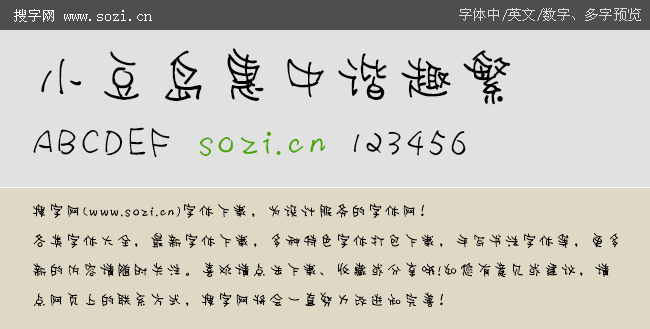 搜字网 www.sozi.cn
字体中/英文/数字、多字预览
小豆岛惠中谐趣繁
ABCDEF sozi.cn 123456
搜字网(www.sozi.cn)字体下载，为设计服务的字体网！
各类字体大全，最新字体下载，多种特色字体打包下载，并写书法字体等，更多
新的内容请随时关注。喜欢请点击下载、收藏或分享哟！如您有意见或建议，请
点网页下的联系方式，搜字网将会一直努力改进和完善！